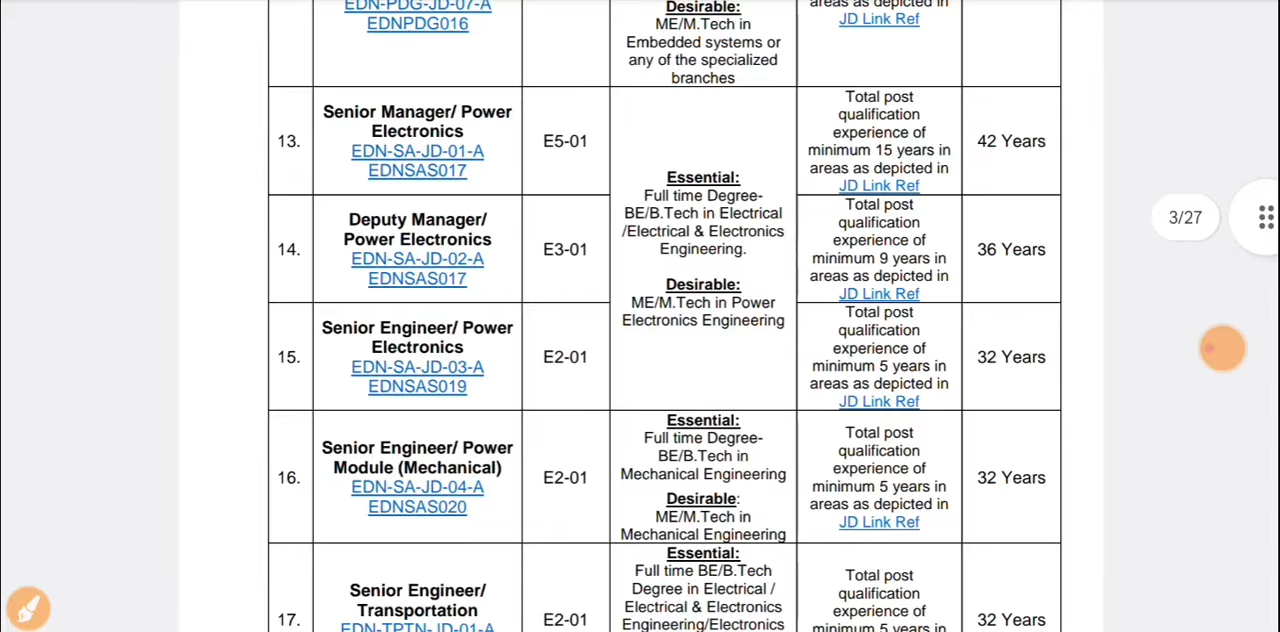 EDN-PDG-JD-07-A
EDNPDG016
Desirable:
ME/M.Tech in
Embedded systems or
any of the specialized
branches
areas as depicted in
JD Link Ref
13.
Senior Manager/ Power
Electronics
EDN-SA-JD-01-A
EDNSAS017
E5-01
Total post
qualification
experience of
minimum 15 years in
areas as depicted in
JD Link Ref
42 Years
Essential:
Full time Degree-
BE/B.Tech in Electrical
/Electrical & Electronics
Engineering.
Desirable:
ME/M.Tech in Power
Electronics Engineering
14.
Deputy Manager/
Power Electronics
EDN-SA-JD-02-A
EDNSAS017
E3-01
Total post
qualification
experience of
minimum 9 years in
areas as depicted in
JD Link Ref
36 Years
15.
Senior Engineer/ Power
Electronics
EDN-SA-JD-03-A
EDNSAS019
E2-01
Total post
qualification
experience of
minimum 5 years in
areas as depicted in
JD Link Ref
32 Years
16.
Senior Engineer/ Power
Module (Mechanical)
EDN-SA-JD-04-A
EDNSAS020
E2-01
Essential:
Full time Degree-
BE/B.Tech in
Mechanical Engineering
Desirable:
ME/M.Tech in
Mechanical Engineering
Total post
qualification
experience of
minimum 5 years in
areas as depicted in
JD Link Ref
32 Years
17.
Senior Engineer/
Transportation
EDN-TPTN-JD-01-A
E2-01
Essential:
Full time BE/B.Tech
Degree in Electrical /
Electrical & Electronics
Engineering/Electronics
Total post
qualification
experience of
minimum 5 years in
32 Years
3/27